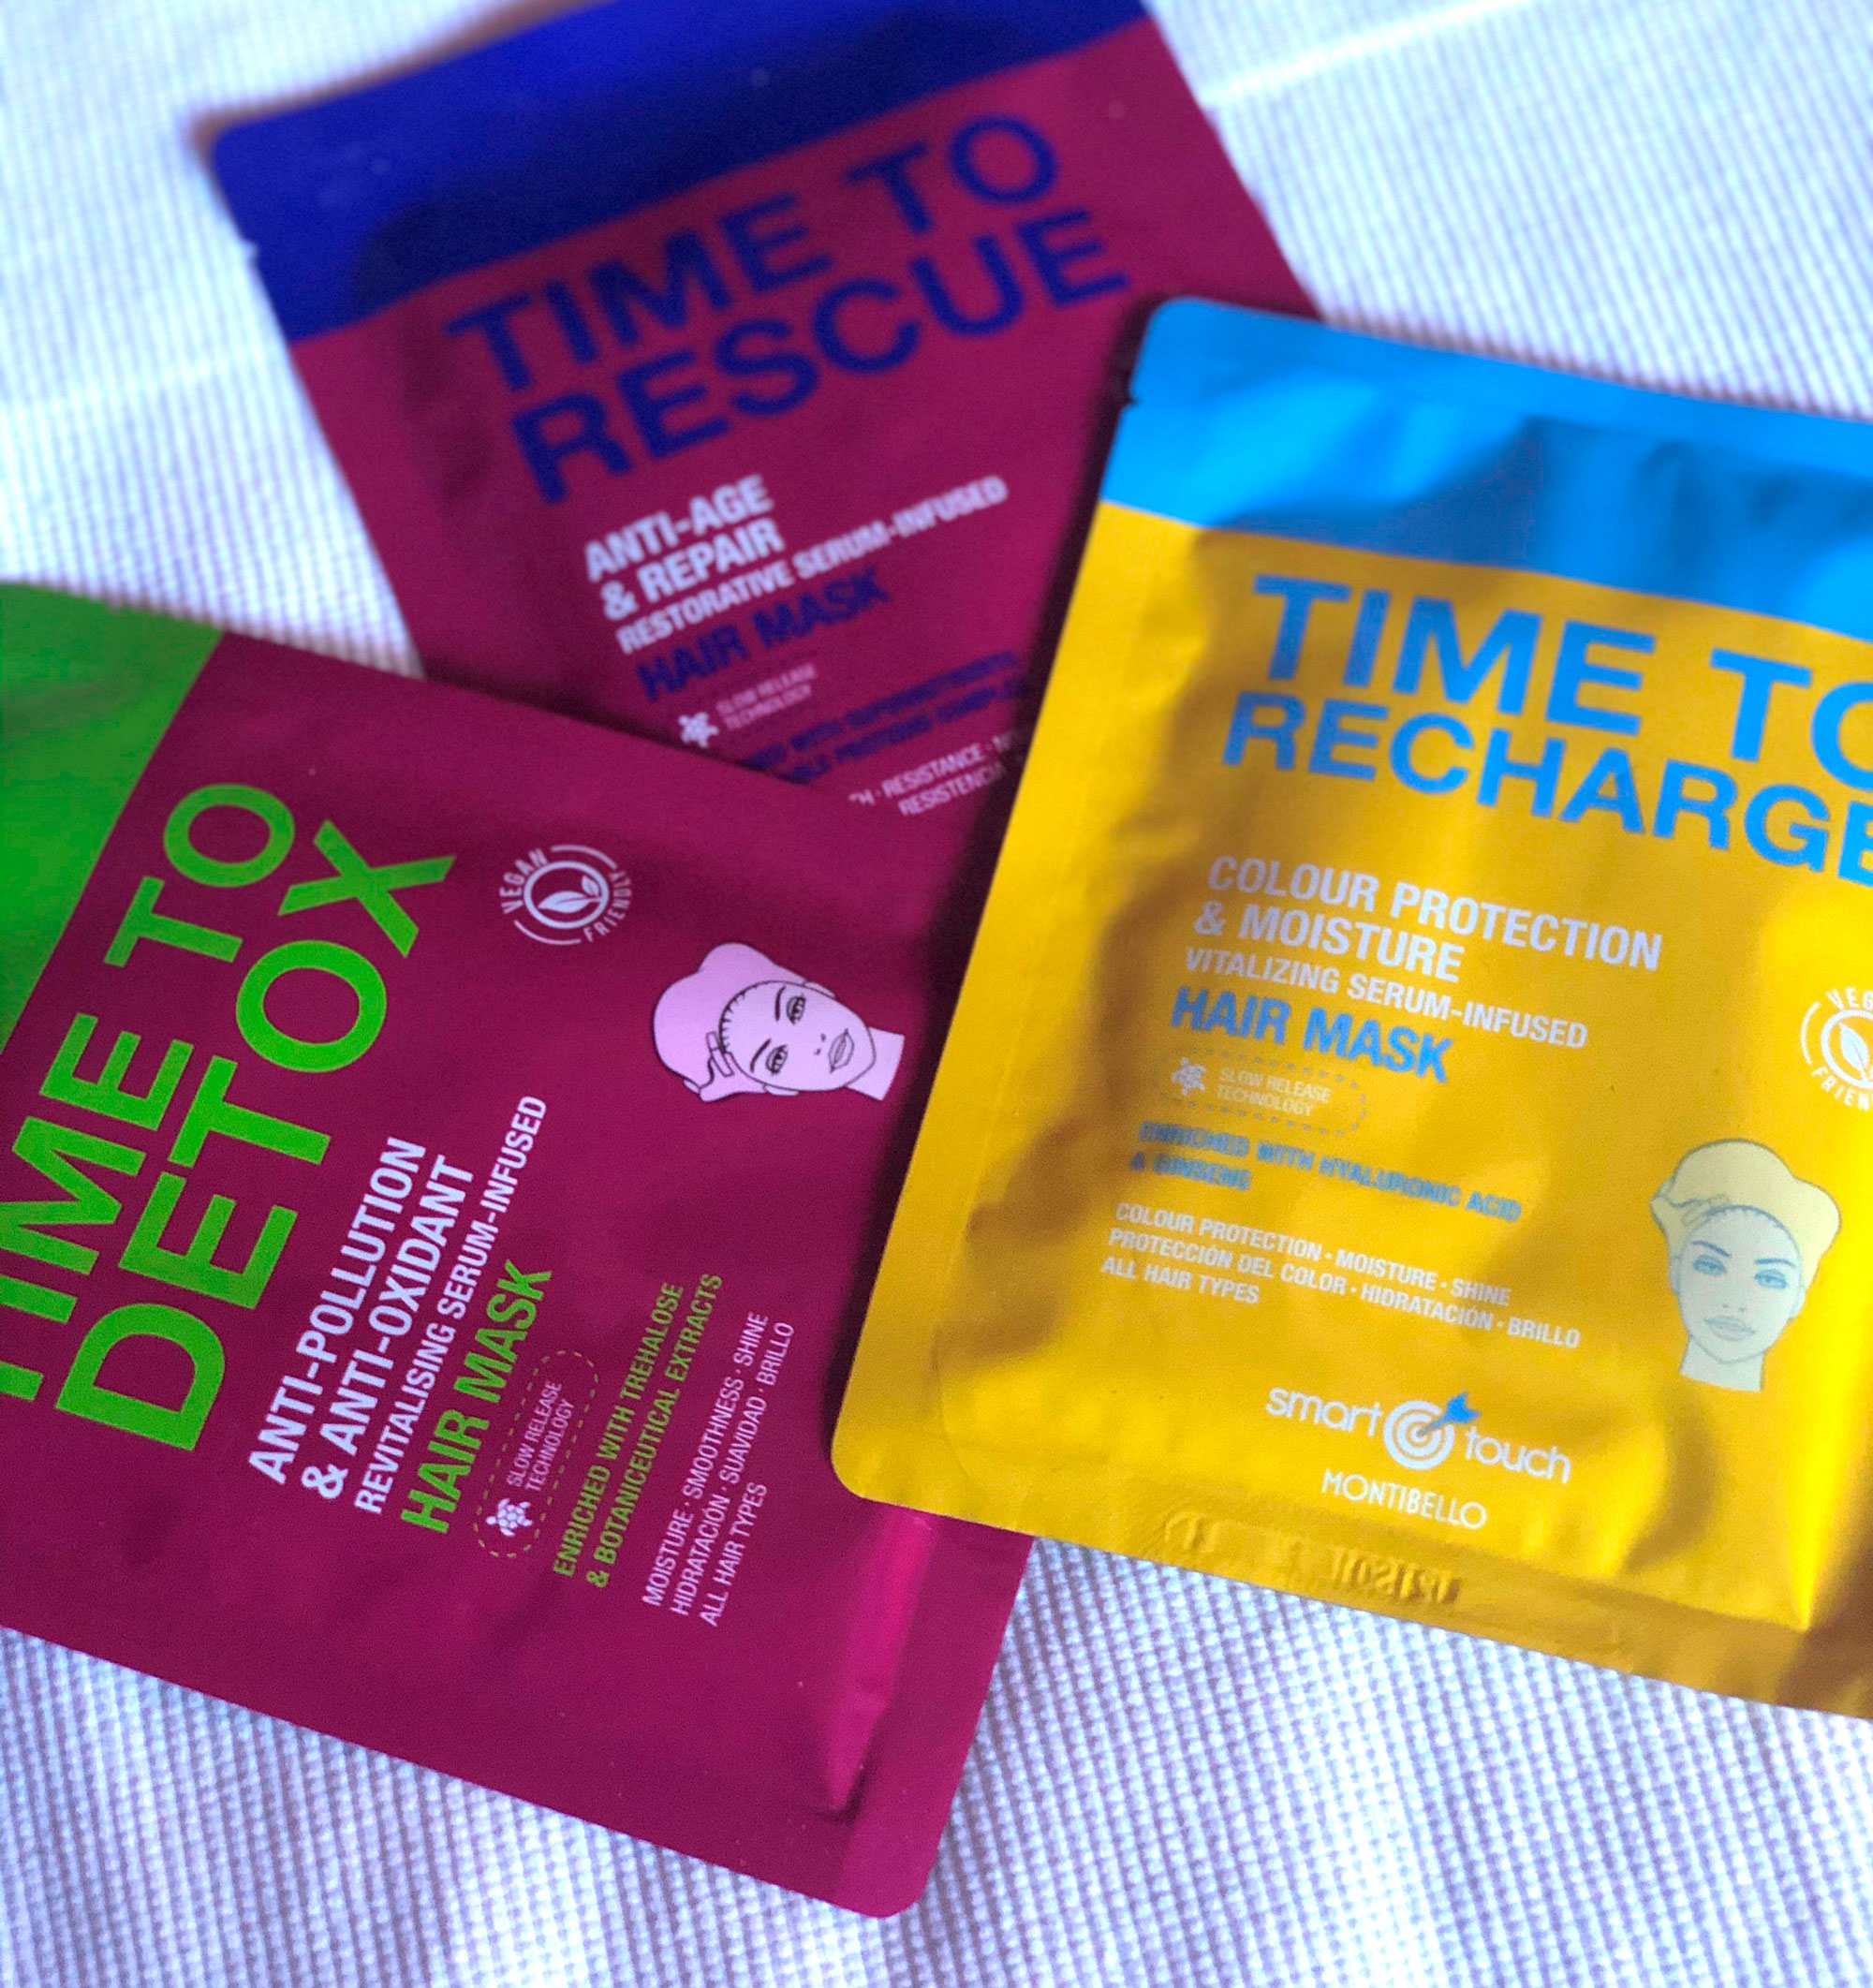 TIME TO
RESCUE
ANTI-AGE
& REPAIR
RESTORATIVE SERUM-INFUSED
HAIR MASK
SLOW RELEASE
TECHNOLOGY
WITH
RESISTANCE ·
TIME TO
RECHARGE
COLOUR PROTECTION
& MOISTURE
VITALIZING SERUM-INFUSED
HAIR MASK
SLOW RELEASE
TECHNOLOGY
ENRICHED WITH HYALURONIC ACID
& GINSENG
COLOUR PROTECTION · MOISTURE · SHINE
PROTECCIÓN DEL COLOR · HIDRATACIÓN · BRILLO
ALL HAIR TYPES
smart touch
MONTIBELLO
TIME TO
DETOX
VEGAN
FRIENDLY
ANTI-POLLUTION
& ANTI-OXIDANT
REVITALISING SERUM-INFUSED
HAIR MASK
SLOW RELEASE
TECHNOLOGY
ENRICHED WITH TREHALOSE
& BOTANICEUTICAL EXTRACTS
MOISTURE · SMOOTHNESS · SHINE
HIDRATACIÓN · SUAVIDAD · BRILLO
ALL HAIR TYPES